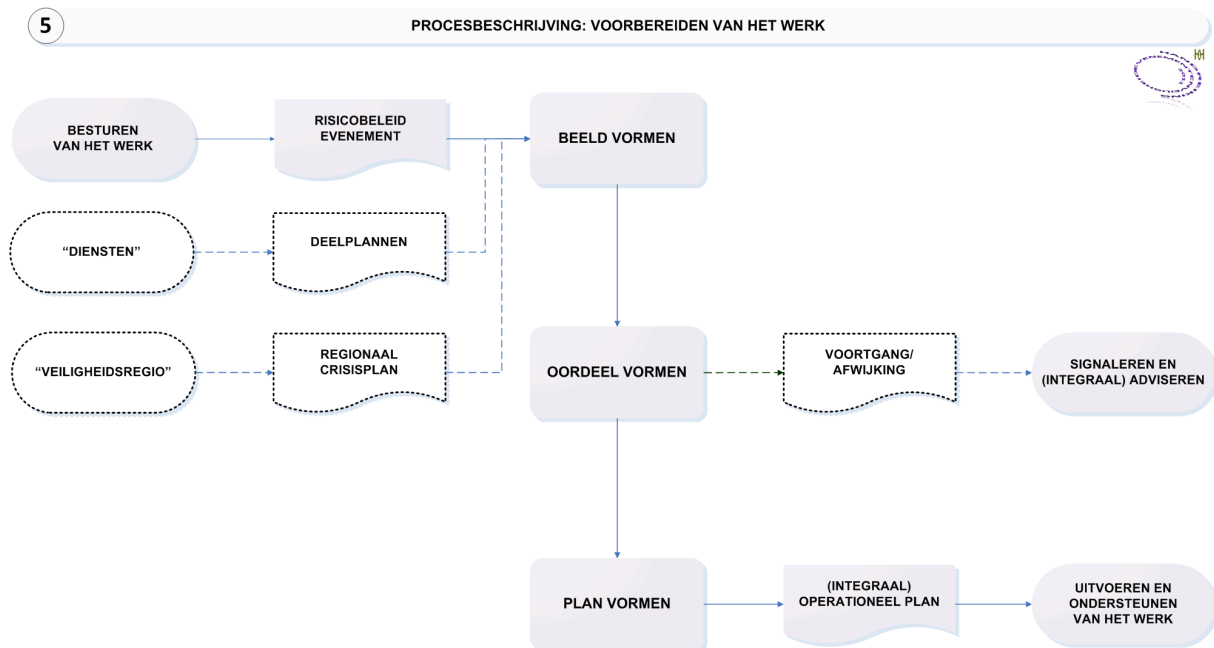 5
PROCESBESCHRIJVING: VOORBEREIDEN VAN HET WERK
BESTUREN
VAN HET WERK
RISICOBELEID
EVENEMENT
BEELD VORMEN
“DIENSTEN”
DEELPLANNEN
“VEILIGHEIDSREGIO”
REGIONAAL
CRISISPLAN
OORDEEL VORMEN
VOORTGANG/
AFWIJKING
SIGNALEREN EN
(INTEGRAAL) ADVISEREN
PLAN VORMEN
(INTEGRAAL)
OPERATIONEEL PLAN
UITVOEREN EN
ONDERSTEUNEN
VAN HET WERK